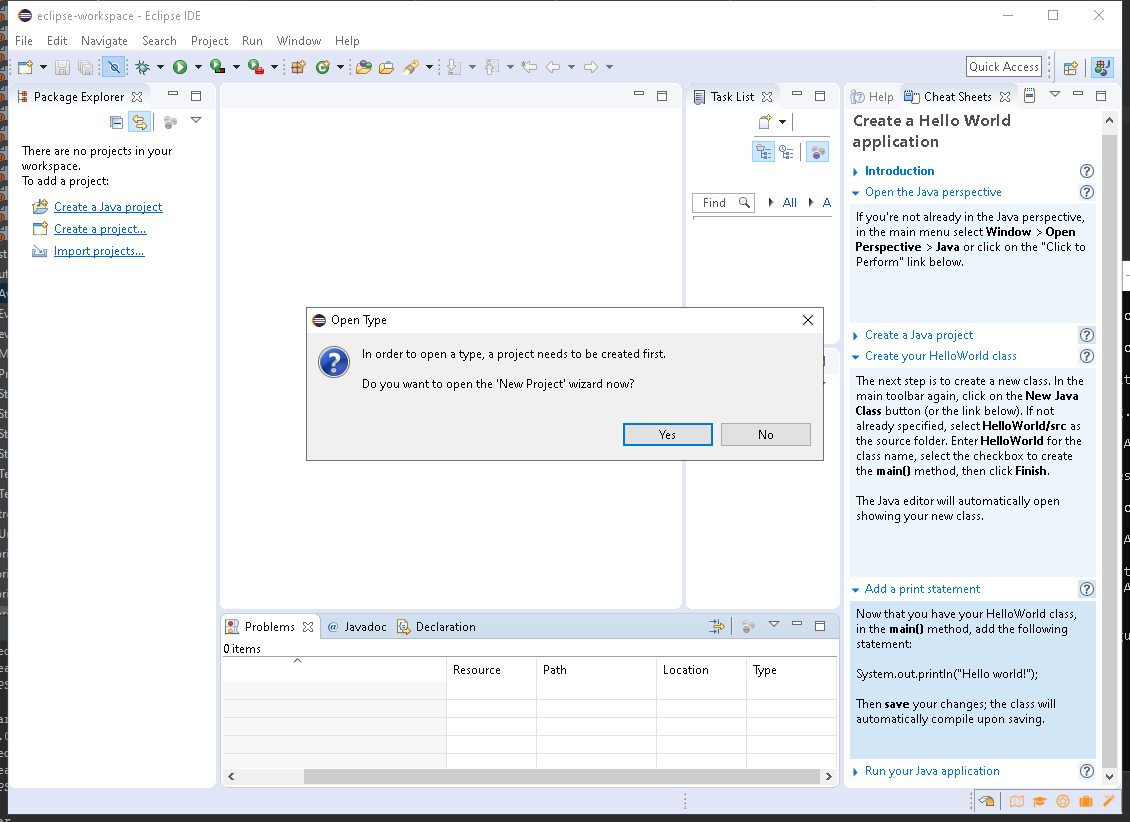 eclipse-workspace - Eclipse IDE
File Edit Navigate Search Project Run Window Help
Quick Access
Package Explorer
There are no projects in your
workspace.
To add a project:
Create a Java project
Create a project...
Import projects...
Task List
Find All A
Help Cheat Sheets
Create a Hello World
application
Introduction
Open the Java perspective
If you're not already in the Java perspective,
in the main menu select Window > Open
Perspective > Java or click on the "Click to
Perform" link below.
Create a Java project
Create your HelloWorld class
The next step is to create a new class. In the
main toolbar again, click on the New Java
Class button (or the link below). If not
already specified, select HelloWorld/src as
the source folder. Enter HelloWorld for the
class name, select the checkbox to create
the main() method, then click Finish.
The Java editor will automatically open
showing your new class.
Add a print statement
Now that you have your HelloWorld class,
in the main() method, add the following
statement:
System.out.println("Hello world!");
Then save your changes; the class will
automatically compile upon saving.
Run your Java application
Open Type
In order to open a type, a project needs to be created first.
Do you want to open the 'New Project' wizard now?
Yes No
Problems @ Javadoc Declaration
0 items
Resource Path Location Type